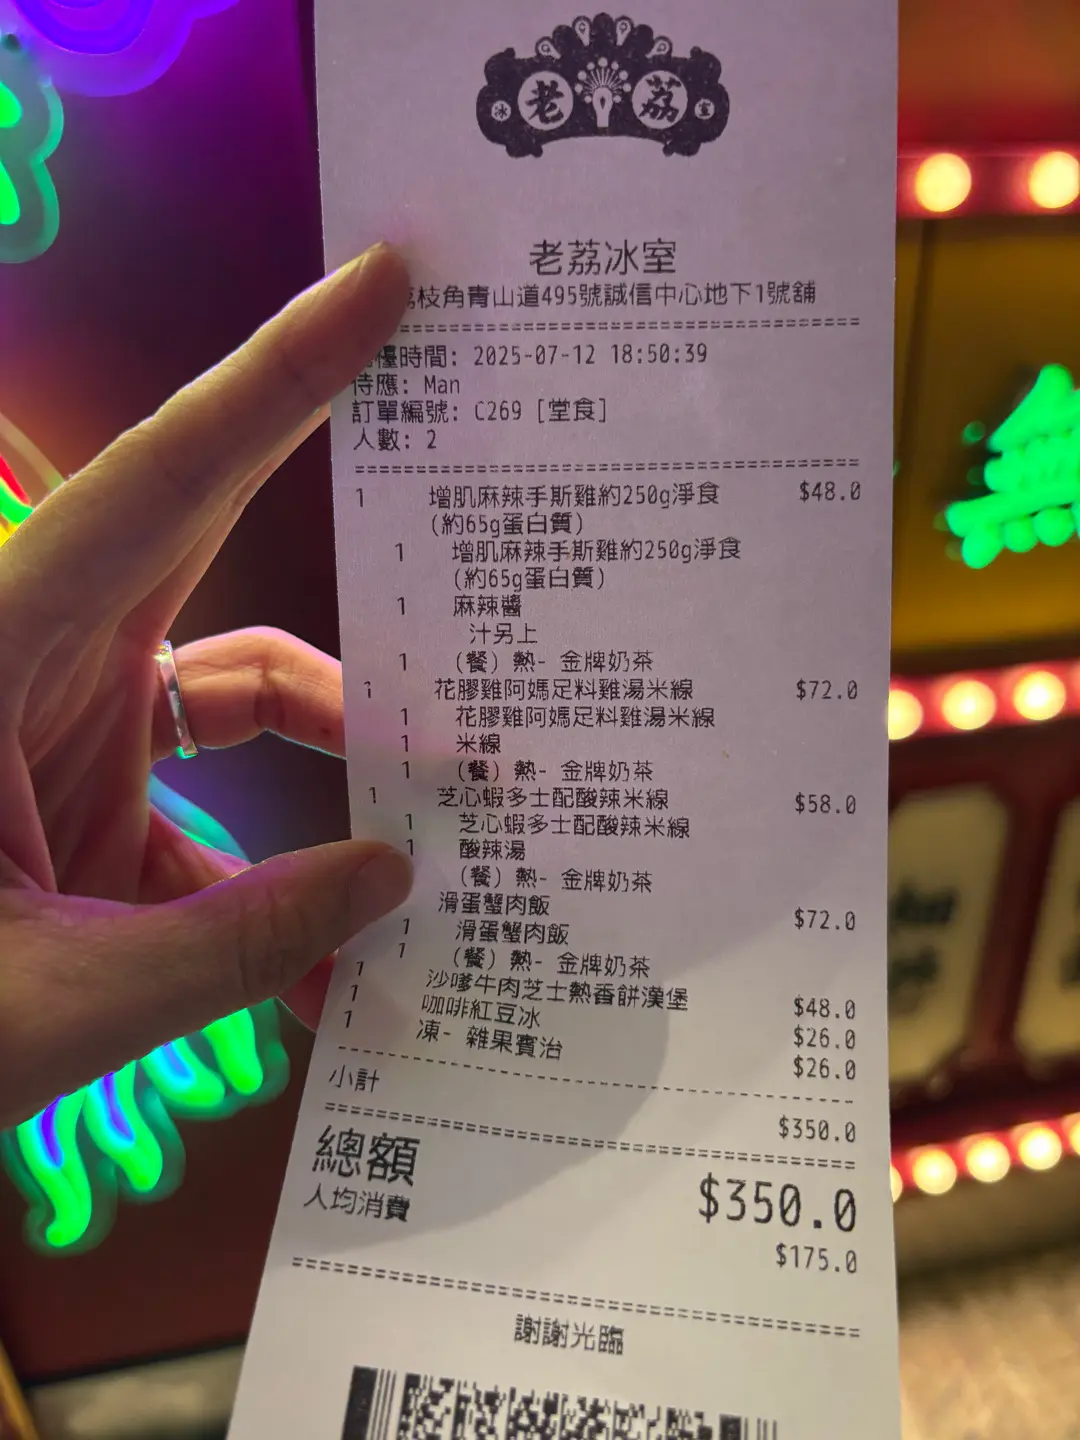 冰 老 荔 室
老荔冰室
荔枝角青山道495號誠信中心地下1號舖
檯時間: 2025-07-12 18:50:39
侍應: Man
訂單編號: C269 [堂食]
人數: 2
1 增肌麻辣手斯雞約250g淨食 $48.0
(約65g蛋白質)
1 增肌麻辣手斯雞約250g淨食
(約65g蛋白質)
1 麻辣醬
汁另上
1 (餐) 熱- 金牌奶茶
1 花膠雞阿媽足料雞湯米線 $72.0
1 花膠雞阿媽足料雞湯米線
1 米線
1 (餐) 熱- 金牌奶茶
1 芝心蝦多士配酸辣米線 $58.0
1 芝心蝦多士配酸辣米線
1 酸辣湯
(餐) 熱- 金牌奶茶
滑蛋蟹肉飯 $72.0
1 滑蛋蟹肉飯
1 (餐) 熱- 金牌奶茶
1 沙嗲牛肉芝士熱香餅漢堡 $48.0
1 咖啡紅豆冰 $26.0
1 凍- 雜果賓治 $26.0
小計 $350.0
總額 $350.0
人均消費 $175.0
謝謝光臨